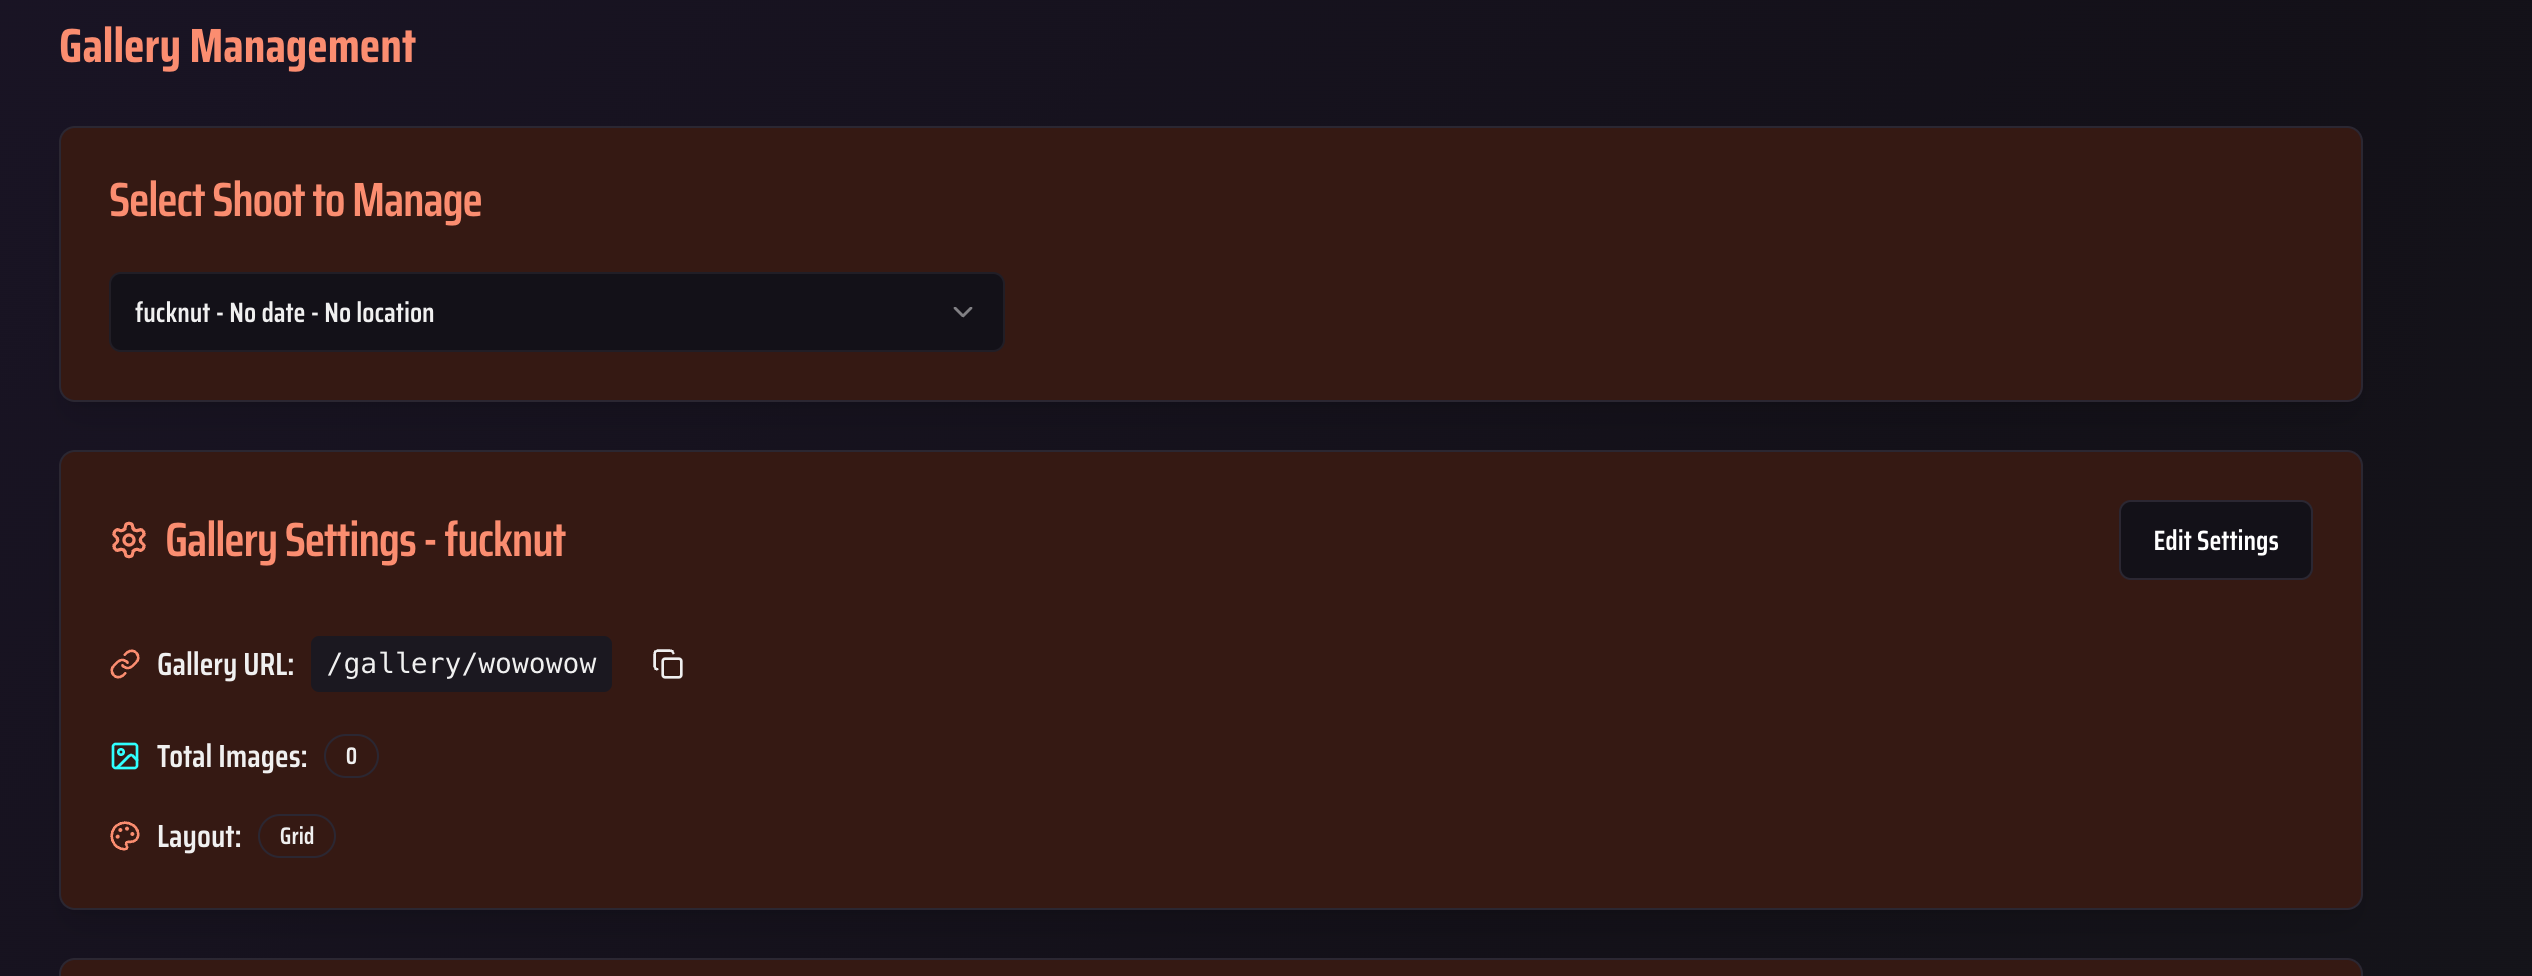 Gallery Management
Select Shoot to Manage
fucknut - No date - No location
Gallery Settings - fucknut
Edit Settings
Gallery URL: /gallery/wowowow
Total Images: 0
Layout: Grid